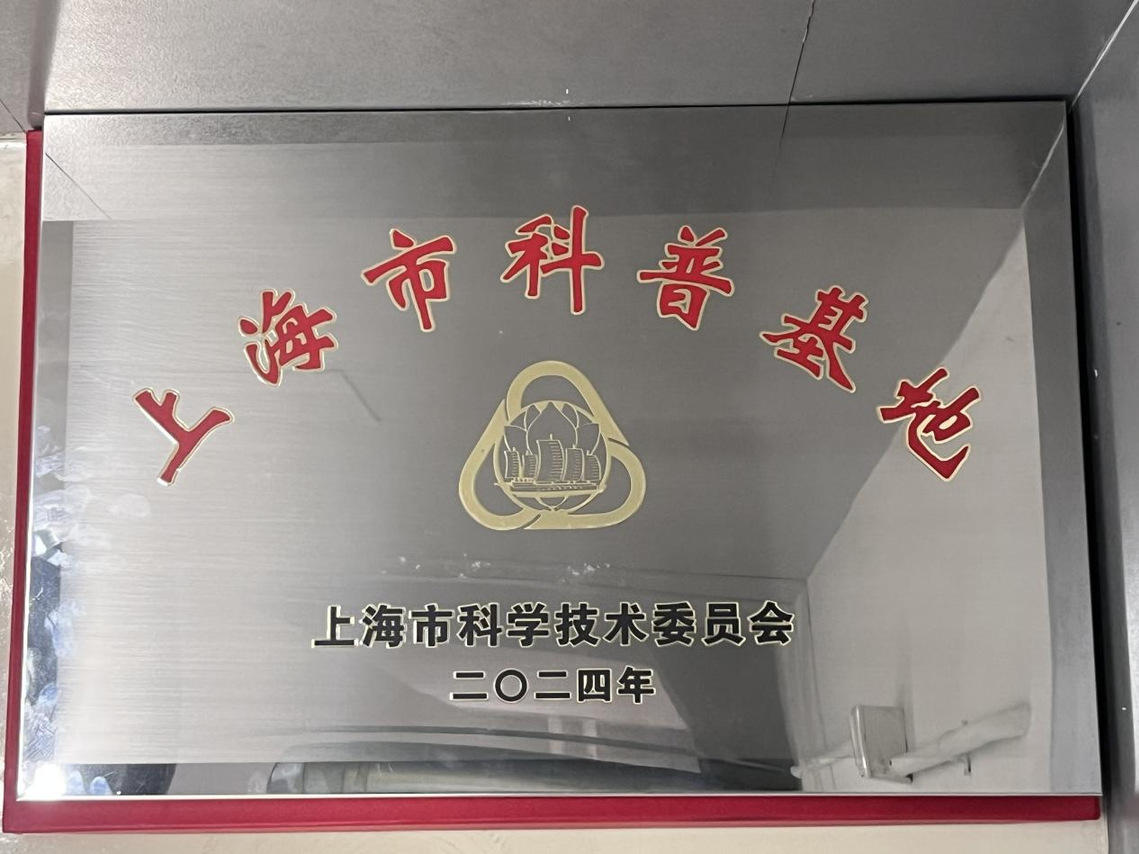 上海市科普基地
上海市科学技术委员会
二〇二四年